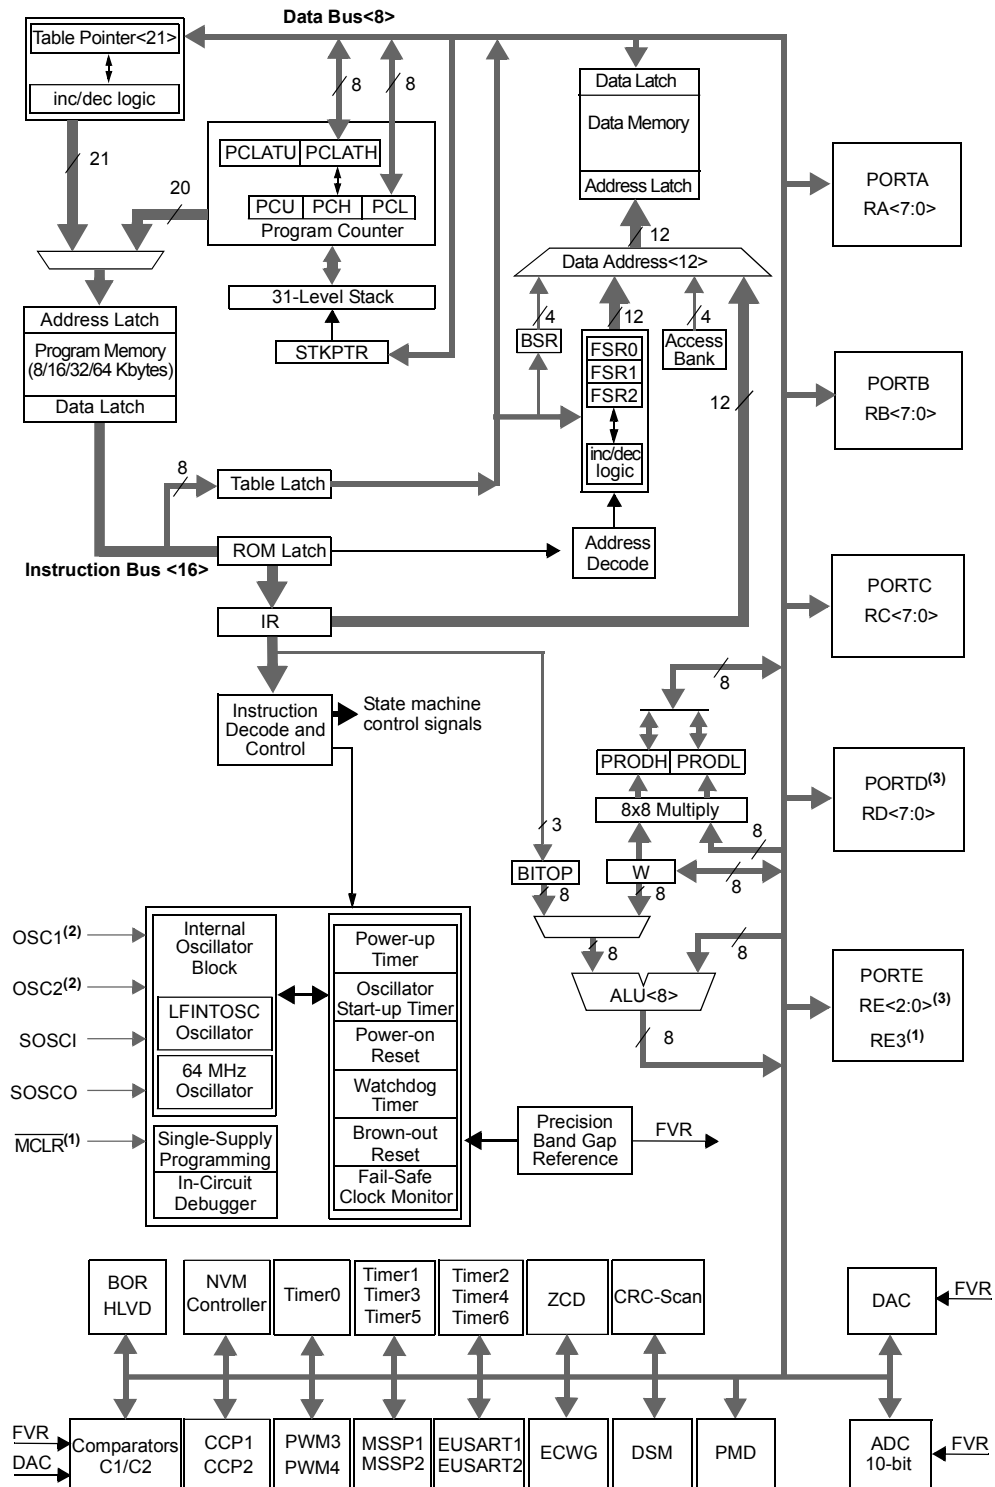 Data Bus<8>
Table Pointer<21>
inc/dec logic
21
20
8
8
PCLATU
PCLATH
PCU
PCH
PCL
Program Counter
31-Level Stack
STKPTR
Data Latch
Data Memory
Address Latch
12
Data Address<12>
4
12
4
BSR
FSR0
FSR1
FSR2
inc/dec
logic
Access
Bank
12
Address
Decode
Address Latch
Program Memory
(8/16/32/64 Kbytes)
Data Latch
8
Table Latch
ROM Latch
Instruction Bus <16>
IR
Instruction
Decode and
Control
State machine
control signals
8
PRODH
PRODL
8x8 Multiply
3
8
BITOP
W
8
8
8
8
8
ALU<8>
8
PORTA
RA<7:0>
PORTB
RB<7:0>
PORTC
RC<7:0>
PORTD(3)
RD<7:0>
PORTE
RE<2:0>(3)
RE3(1)
OSC1(2)
OSC2(2)
SOSCI
SOSCO
MCLR(1)
Internal
Oscillator
Block
LFINTOSC
Oscillator
64 MHz
Oscillator
Single-Supply
Programming
In-Circuit
Debugger
Power-up
Timer
Oscillator
Start-up Timer
Power-on
Reset
Watchdog
Timer
Brown-out
Reset
Fail-Safe
Clock Monitor
Precision
Band Gap
Reference
FVR
BOR
HLVD
NVM
Controller
Timer0
Timer1
Timer3
Timer5
Timer2
Timer4
Timer6
ZCD
CRC-Scan
DAC
FVR
FVR
DAC
Comparators
C1/C2
CCP1
CCP2
PWM3
PWM4
MSSP1
MSSP2
EUSART1
EUSART2
ECWG
DSM
PMD
ADC
10-bit
FVR